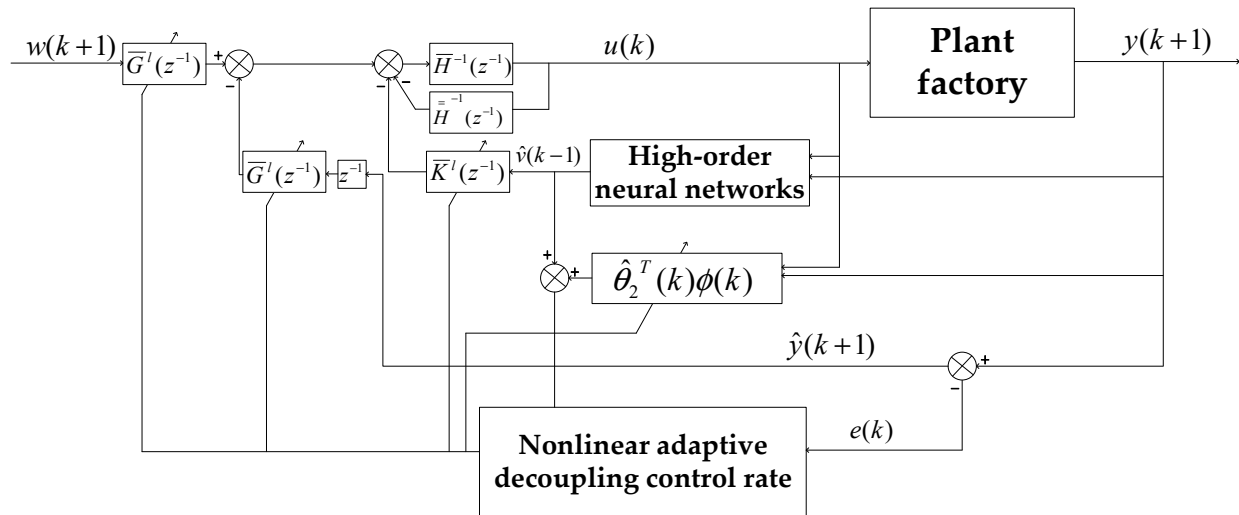 w(k+1)
G̅ˡ(z⁻¹)
+
−
−
−
−
H̅⁻¹(z⁻¹)
u(k)
Plant
factory
y(k+1)
H̿⁻¹(z⁻¹)
G̅ˡ(z⁻¹)
z⁻¹
K̅ˡ(z⁻¹)
v̂(k−1)
High-order
neural networks
+
+
θ̂₂ᵀ(k)ϕ(k)
ŷ(k+1)
+
−
e(k)
Nonlinear adaptive
decoupling control rate